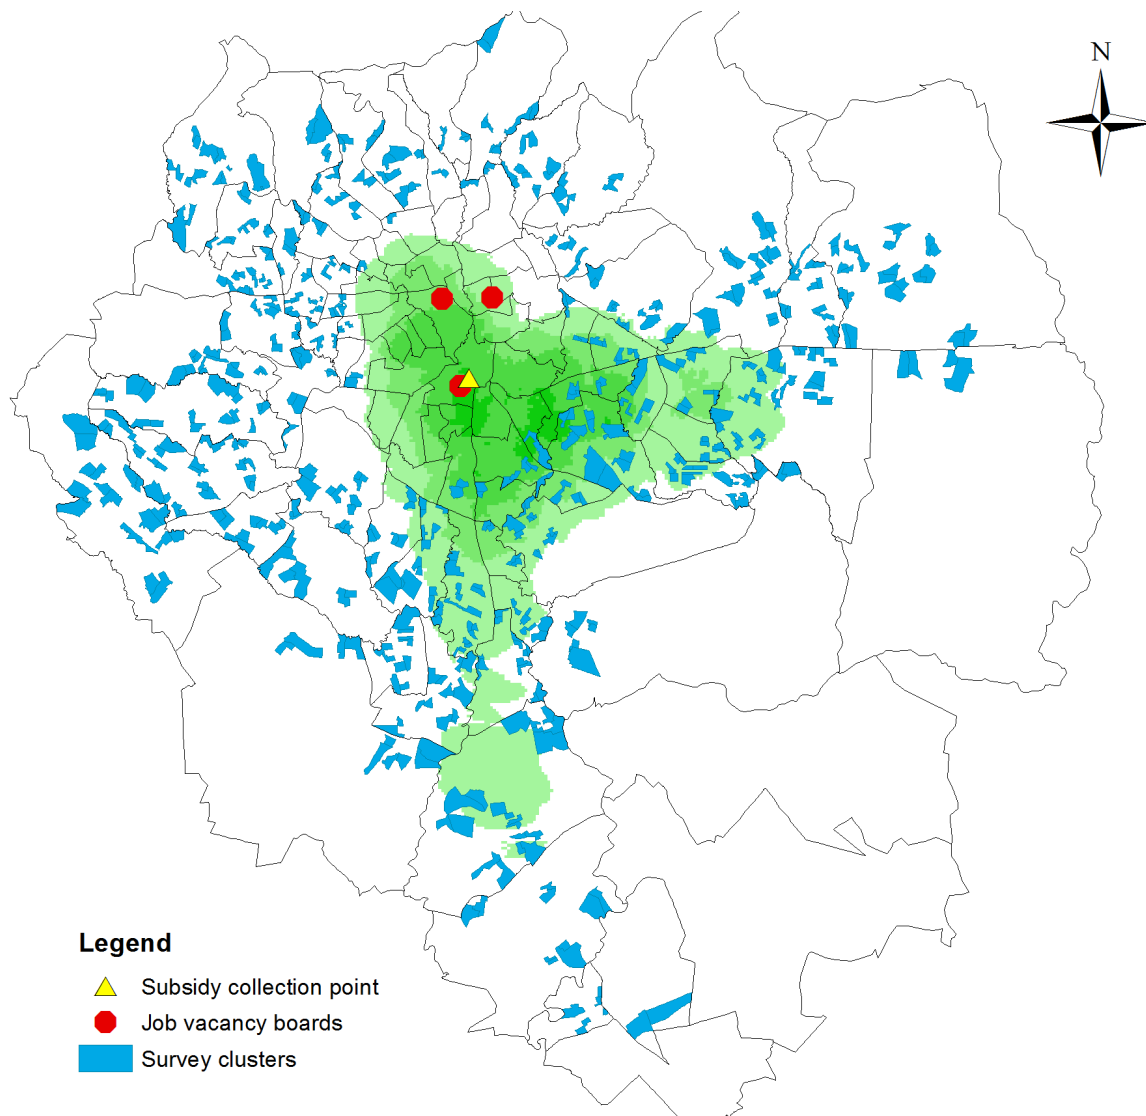 N
Legend
Subsidy collection point
Job vacancy boards
Survey clusters